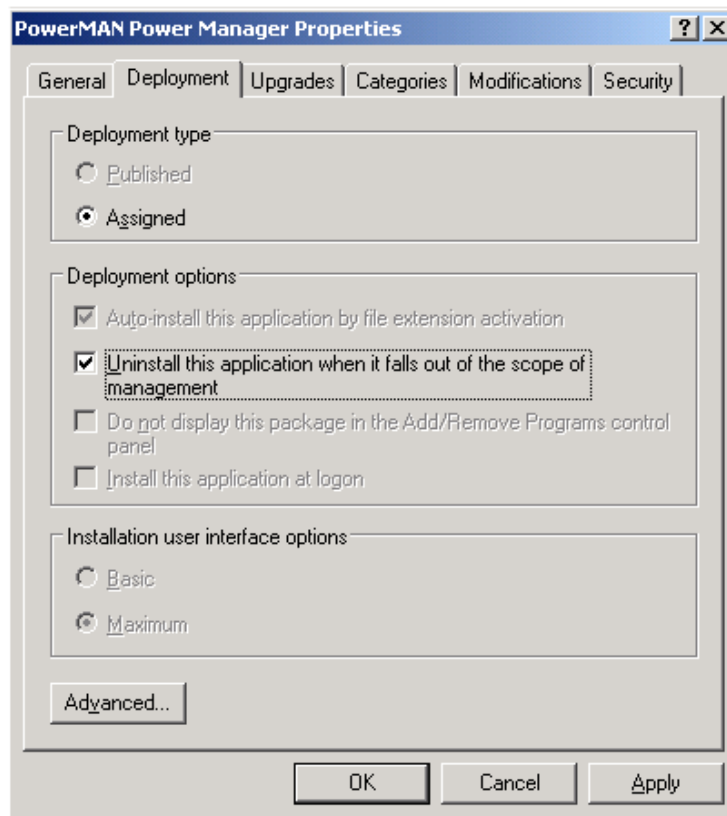 PowerMAN Power Manager Properties
General Deployment Upgrades Categories Modifications Security
Deployment type
Published
Assigned
Deployment options
Auto-install this application by file extension activation
Uninstall this application when it falls out of the scope of
management
Do not display this package in the Add/Remove Programs control
panel
Install this application at logon
Installation user interface options
Basic
Maximum
Advanced...
OK Cancel Apply